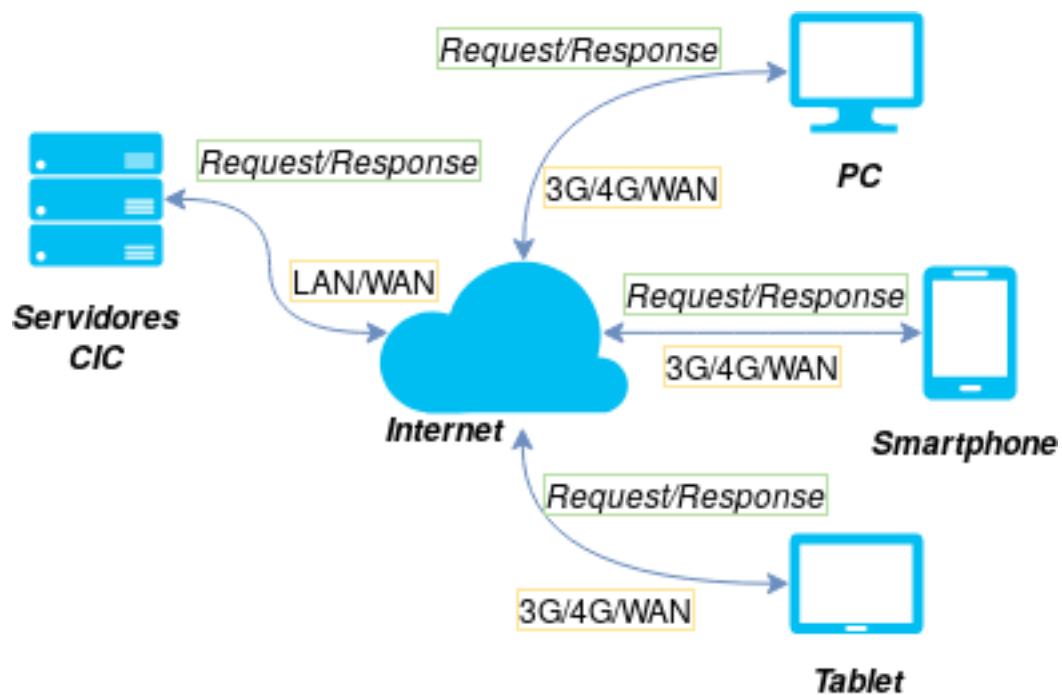 Request/Response
PC
3G/4G/WAN
Request/Response
LAN/WAN
Servidores
CIC
Internet
Request/Response
3G/4G/WAN
Smartphone
Request/Response
3G/4G/WAN
Tablet